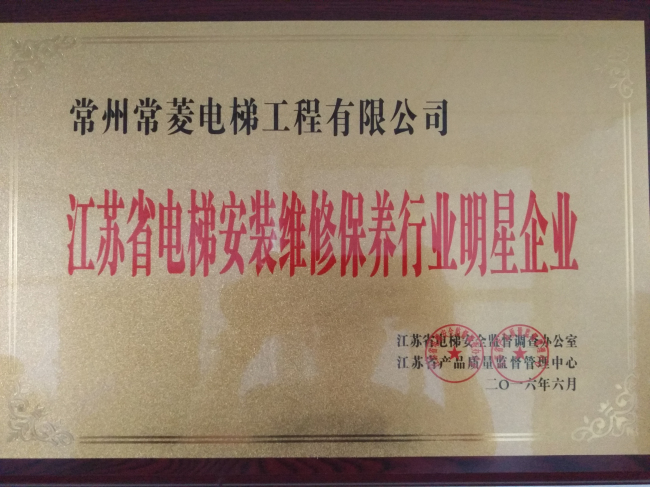 常州常菱电梯工程有限公司
江苏省电梯安装维修保养行业明星企业
江苏省电梯安全监督调查办公室
江苏省产品质量监督管理中心
二〇一六年六月